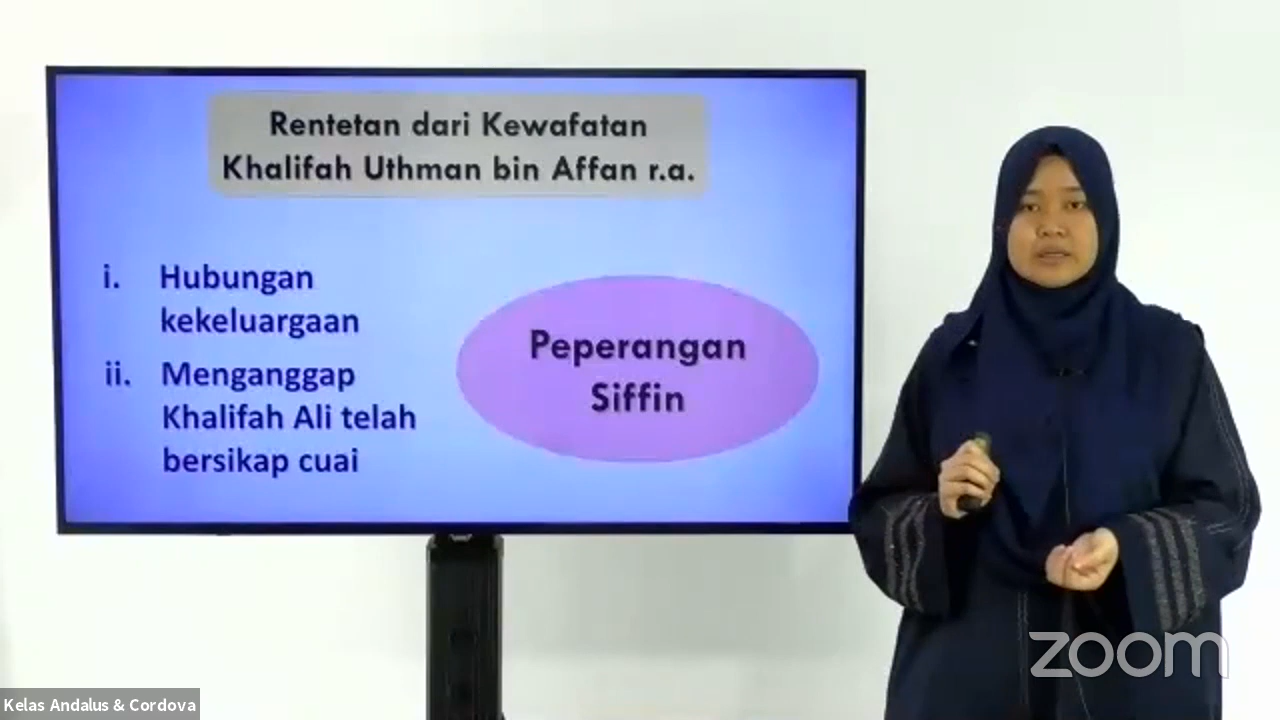 Rentetan dari Kewafatan
Khalifah Uthman bin Affan r.a.
i. Hubungan
kekeluargaan
ii. Menganggap
Khalifah Ali telah
bersikap cuai
Peperangan
Siffin
zoom
Kelas Andalus & Cordova